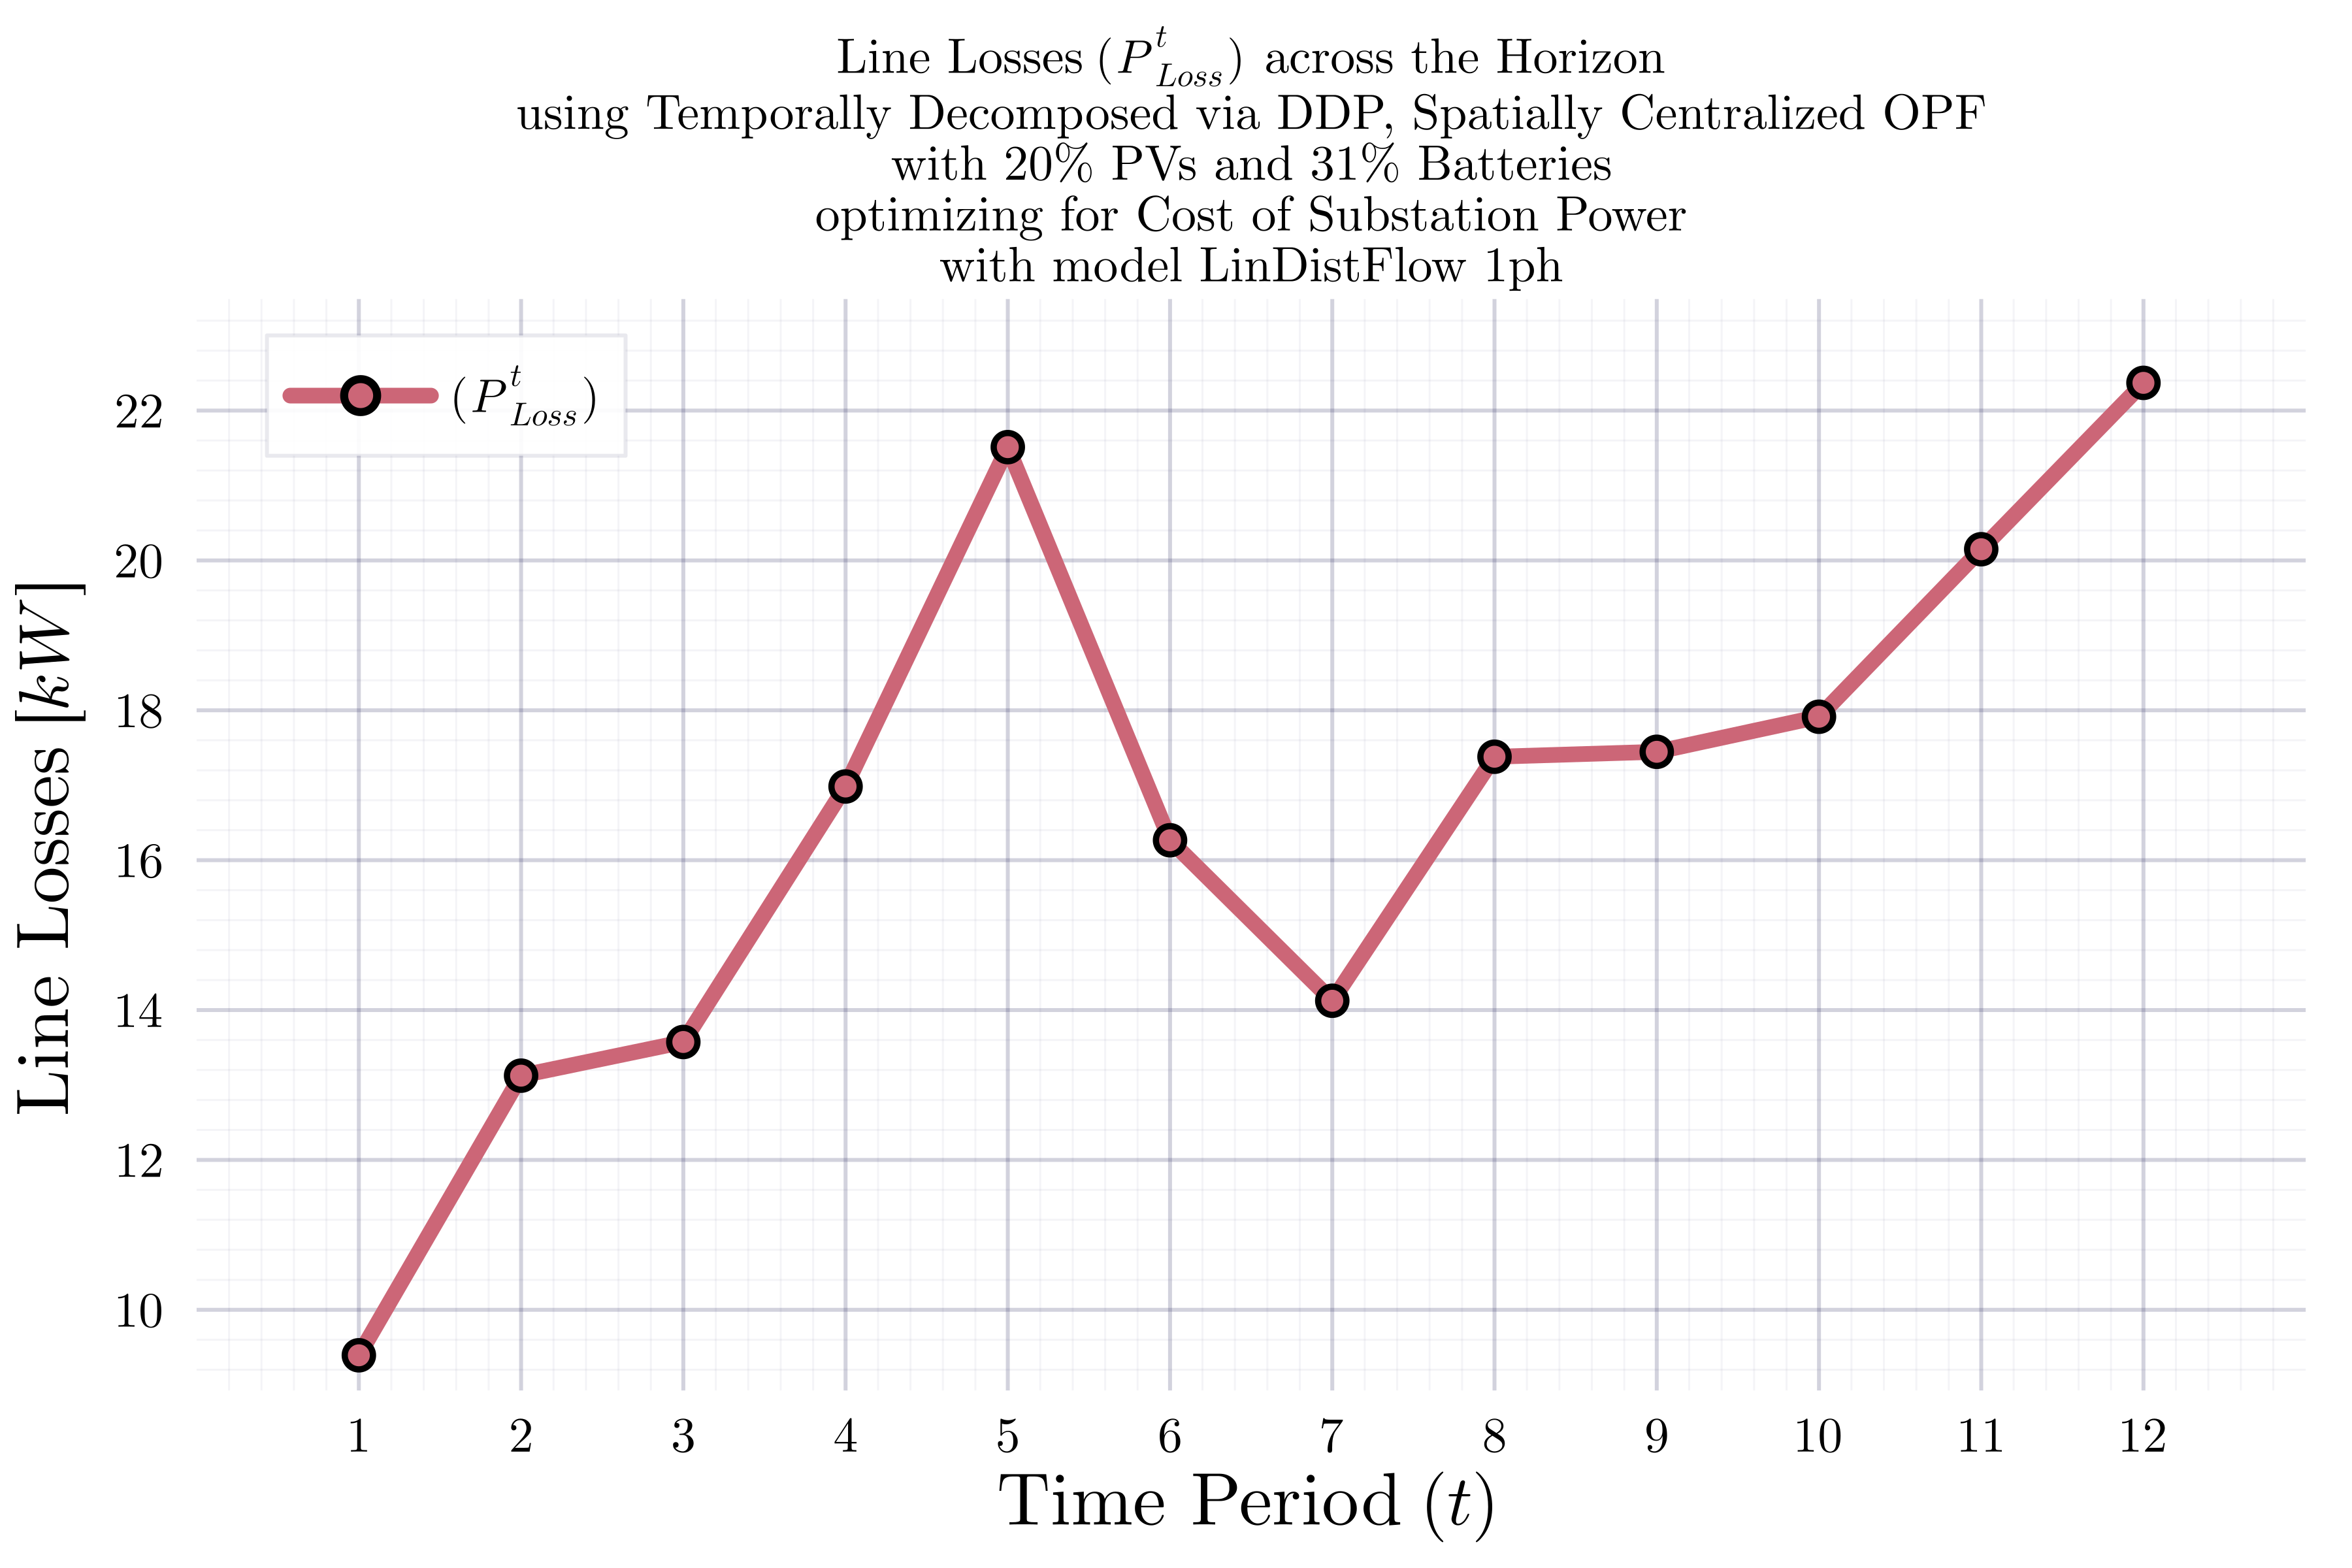 Line Losses (P^t_Loss) across the Horizon
using Temporally Decomposed via DDP, Spatially Centralized OPF
with 20% PVs and 31% Batteries
optimizing for Cost of Substation Power
with model LinDistFlow 1ph
(P^t_Loss)
22
20
18
16
14
12
10
Line Losses [kW]
1 2 3 4 5 6 7 8 9 10 11 12
Time Period (t)